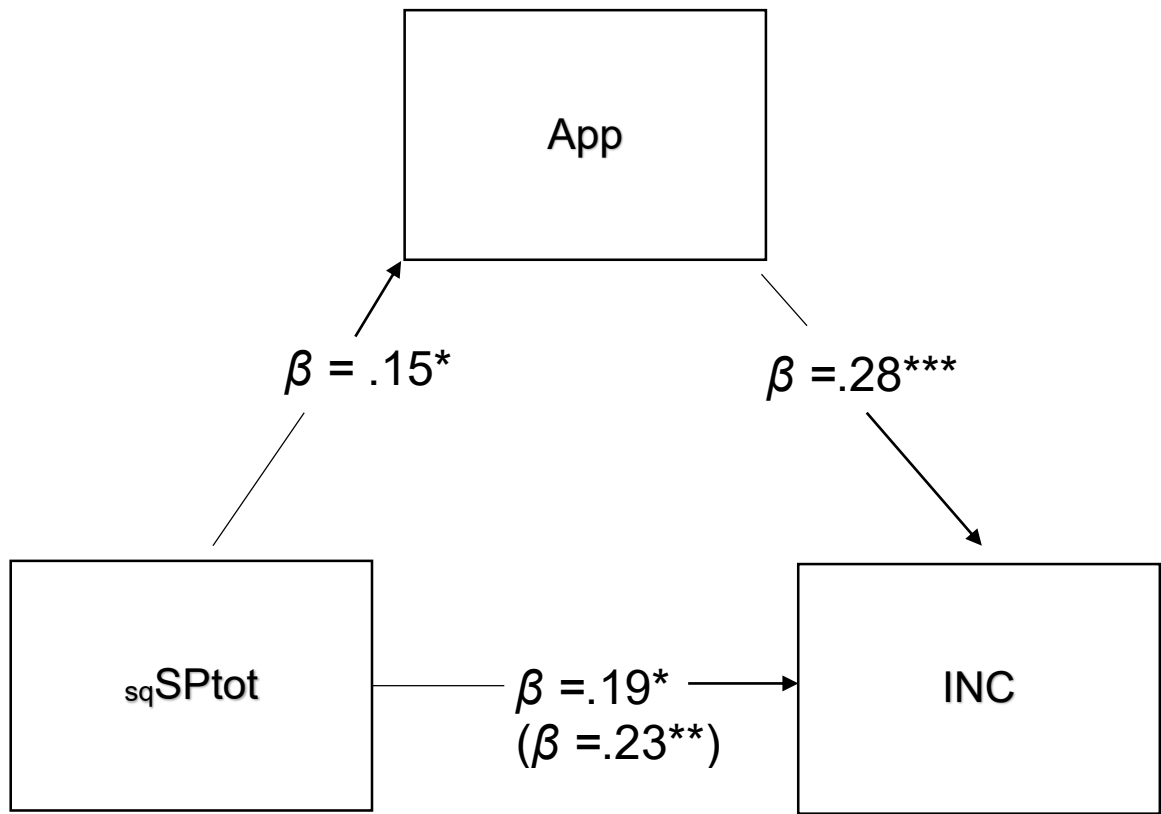 App
β = .15*
β =.28***
sqSPtot
β =.19*
(β =.23**)
INC